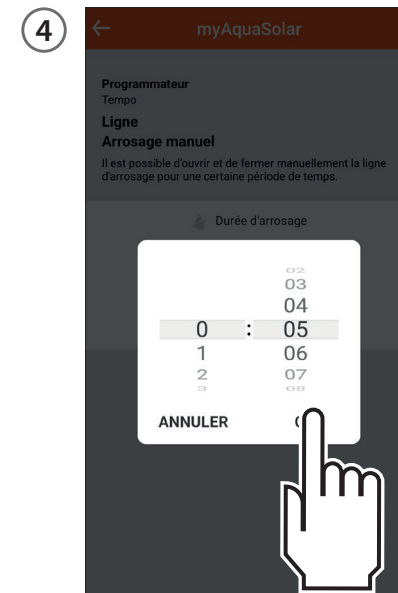 4
myAquaSolar
Programmateur
Tempo
Ligne
Arrosage manuel
Il est possible d'ouvrir et de fermer manuellement la ligne
d'arrosage pour une certaine période de temps.
Durée d'arrosage
02
03
04
0 : 05
1 06
2 07
3 08
ANNULER